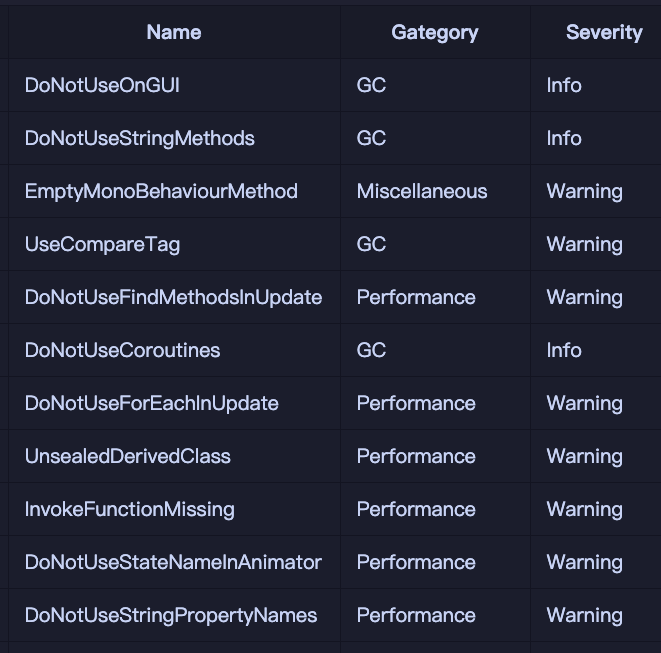 Name Gategory Severity
DoNotUseOnGUI GC Info
DoNotUseStringMethods GC Info
EmptyMonoBehaviourMethod Miscellaneous Warning
UseCompareTag GC Warning
DoNotUseFindMethodsInUpdate Performance Warning
DoNotUseCoroutines GC Info
DoNotUseForEachInUpdate Performance Warning
UnsealedDerivedClass Performance Warning
InvokeFunctionMissing Performance Warning
DoNotUseStateNameInAnimator Performance Warning
DoNotUseStringPropertyNames Performance Warning